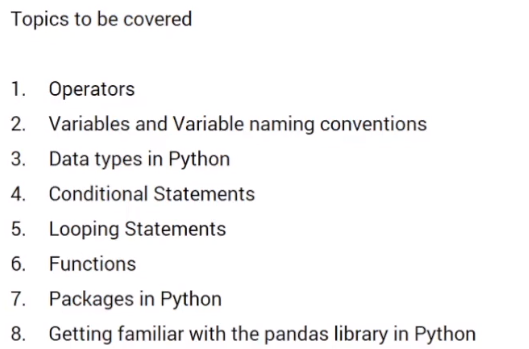 Topics to be covered
1. Operators
2. Variables and Variable naming conventions
3. Data types in Python
4. Conditional Statements
5. Looping Statements
6. Functions
7. Packages in Python
8. Getting familiar with the pandas library in Python